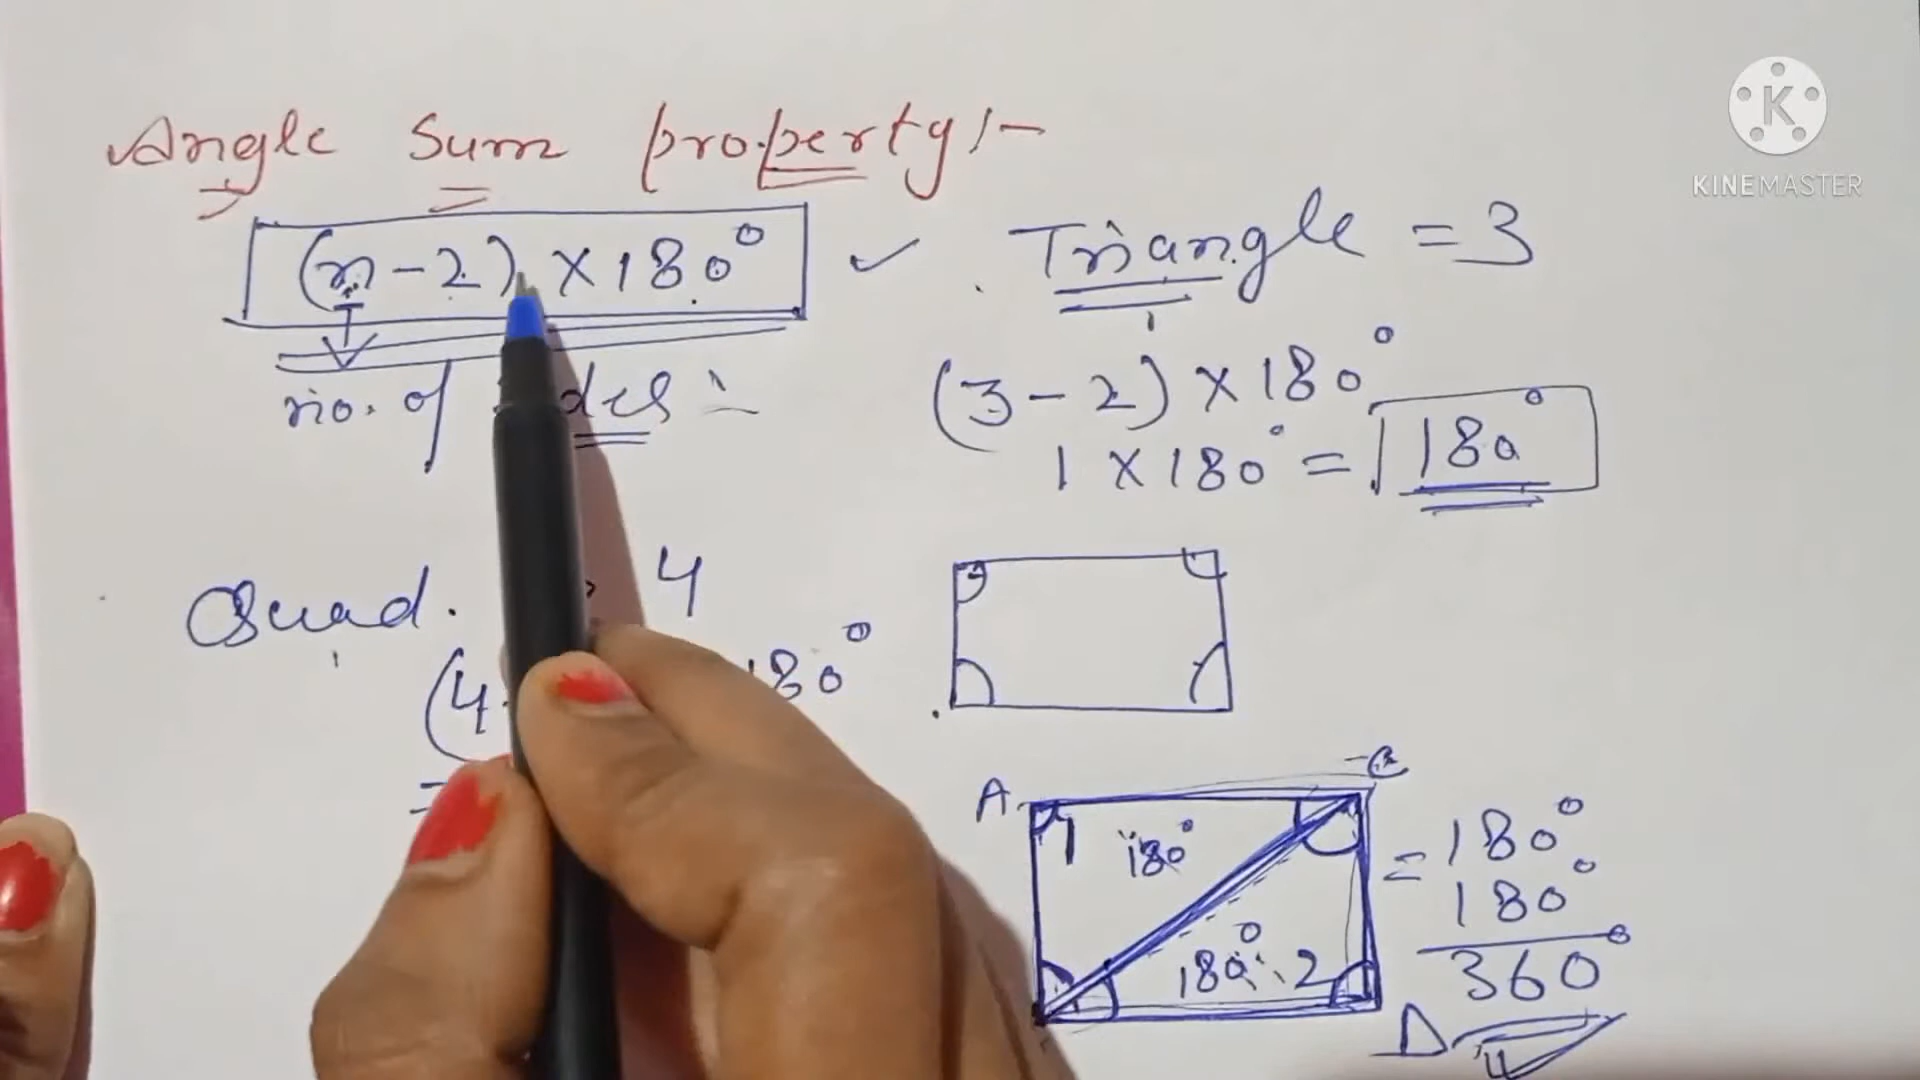 Angle Sum property :-
(n-2) × 180°
no. of
Triangle = 3
(3-2) × 180°
1 × 180° = 180°
Quad. 4
(4 180°
=
A
1 180°
180° 2
= 180°
180°
360°
D
K
KINEMASTER